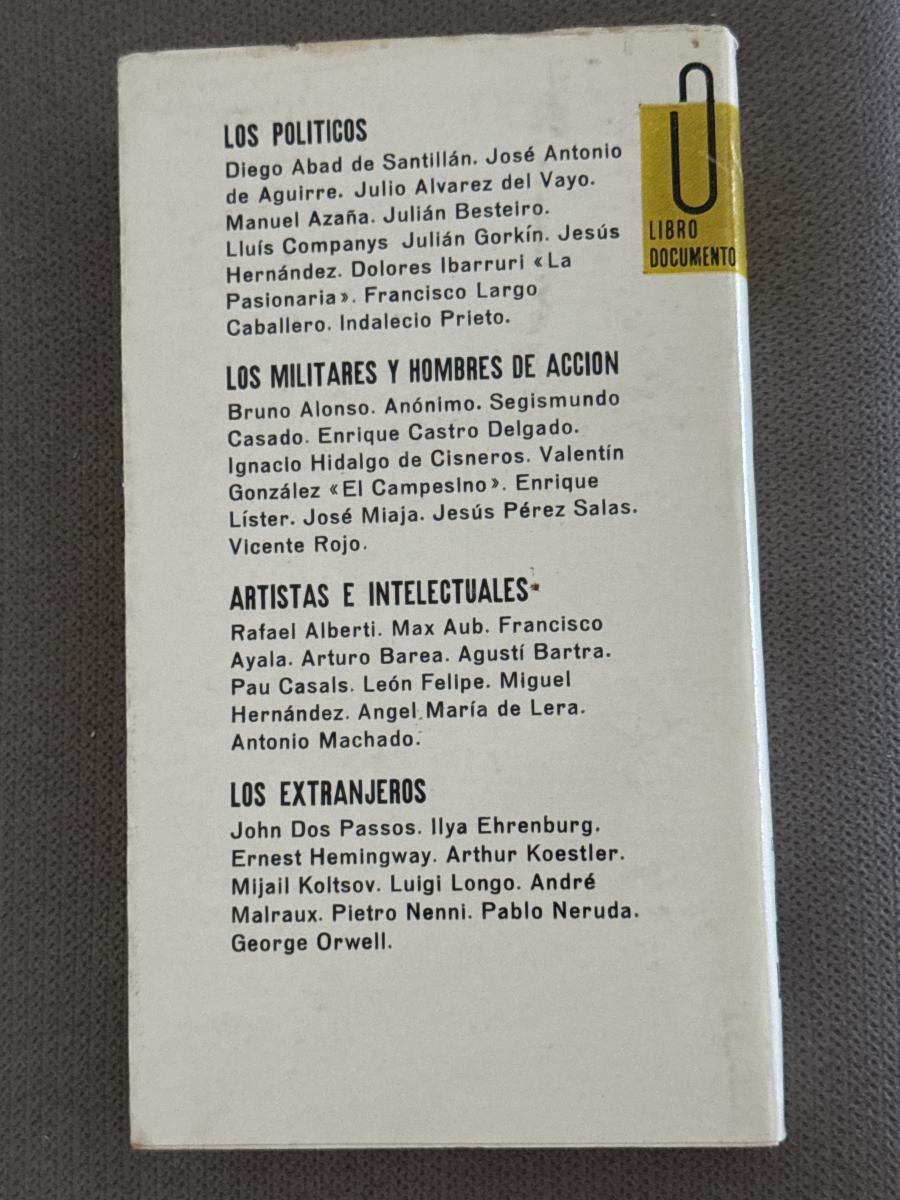 LOS POLITICOS
Diego Abad de Santillán. José Antonio
de Aguirre. Julio Alvarez del Vayo.
Manuel Azaña. Julián Besteiro.
Lluís Companys Julián Gorkín. Jesús
Hernández. Dolores Ibarruri «La
Pasionaria». Francisco Largo
Caballero. Indalecio Prieto.
LOS MILITARES Y HOMBRES DE ACCION
Bruno Alonso. Anónimo. Segismundo
Casado. Enrique Castro Delgado.
Ignacio Hidalgo de Cisneros. Valentín
González «El Campesino». Enrique
Líster. José Miaja. Jesús Pérez Salas.
Vicente Rojo.
ARTISTAS E INTELECTUALES
Rafael Alberti. Max Aub. Francisco
Ayala. Arturo Barea. Agustí Bartra.
Pau Casals. León Felipe. Miguel
Hernández. Angel María de Lera.
Antonio Machado.
LOS EXTRANJEROS
John Dos Passos. Ilya Ehrenburg.
Ernest Hemingway. Arthur Koestler.
Mijail Koltsov. Luigi Longo. André
Malraux. Pietro Nenni. Pablo Neruda.
George Orwell.
LIBRO
DOCUMENTO